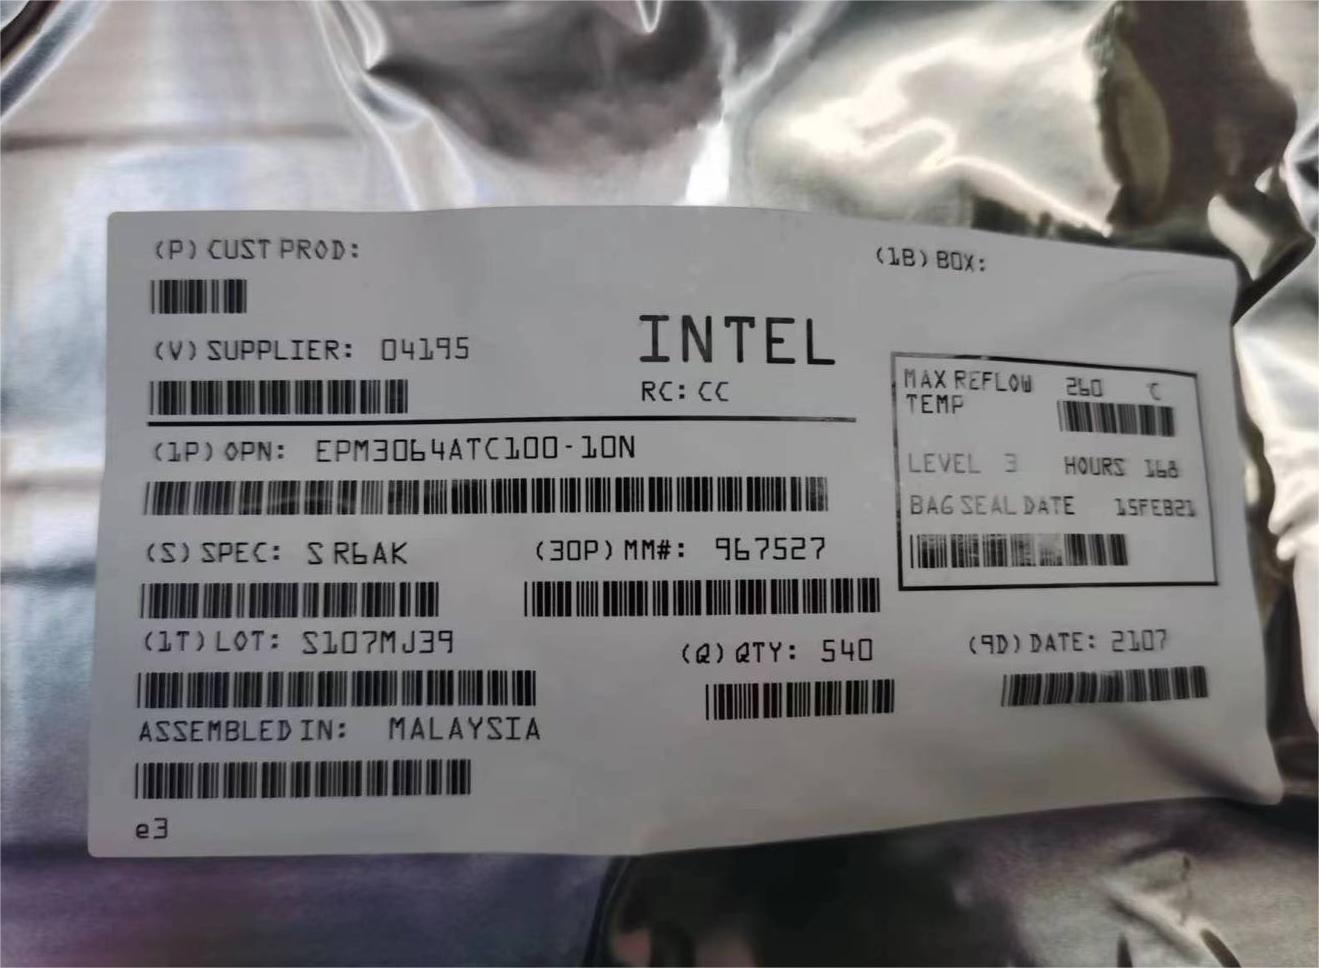 (P) CUST PROD:
(1B) BOX:
(V) SUPPLIER: 04195
INTEL
RC: CC
MAX REFLOW TEMP 260 C
LEVEL 3 HOURS 168
BAG SEAL DATE 15FEB21
(1P) OPN: EPM3064ATC100-10N
(S) SPEC: S R6AK
(30P) MM#: 967527
(1T) LOT: S107MJ39
(Q) QTY: 540
(9D) DATE: 2107
ASSEMBLED IN: MALAYSIA
e3